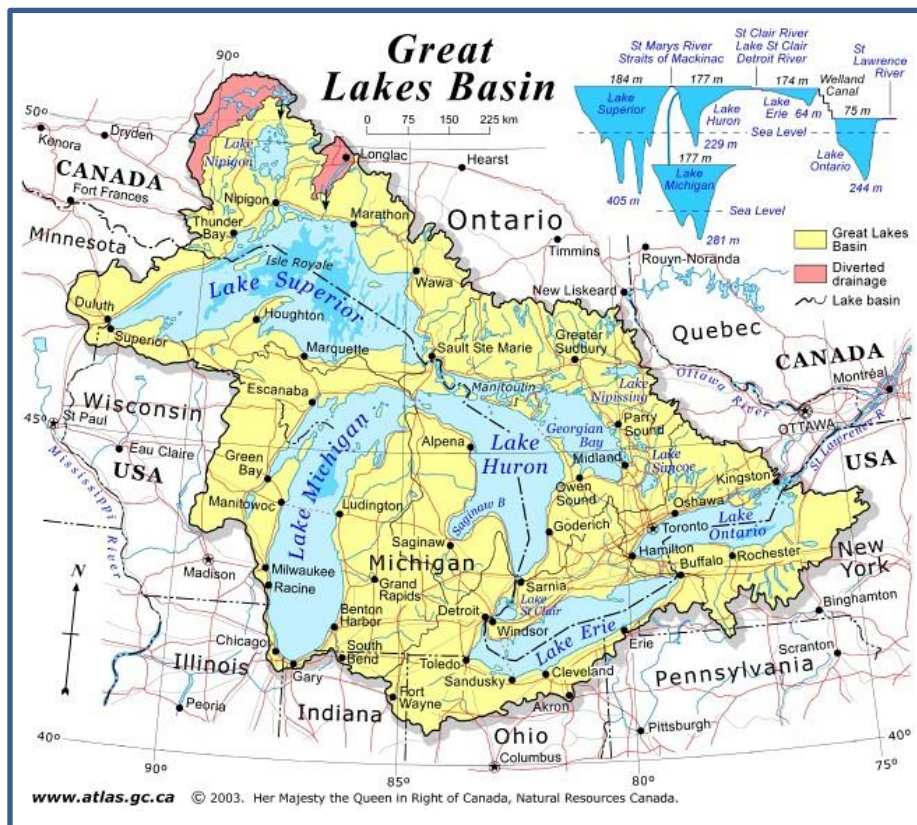 Great
Lakes Basin
0 75 150 225 km
90°
50°
Dryden
Kenora
CANADA
Fort Frances
Minnesota
Lake
Nipigon
Longlac
Hearst
Nipigon
Thunder
Bay
Marathon
Ontario
Timmins
Rouyn-Noranda
New Liskeard
Isle Royale
Lake Superior
Wawa
Duluth
Superior
Houghton
Marquette
Sault Ste Marie
Greater
Sudbury
Quebec
CANADA
Montréal
Ottawa River
OTTAWA
St Lawrence R
USA
Escanaba
Manitoulin
Lake
Nipissing
Wisconsin
45°
St Paul
Eau Claire
USA
Mississippi River
Green
Bay
Manitowoc
Lake Michigan
Ludington
Alpena
Lake
Huron
Georgian
Bay
Parry
Sound
Midland
Lake
Simcoe
Owen
Sound
Kingston
Oshawa
Toronto
Lake
Ontario
Saginaw B
Goderich
Saginaw
Michigan
Hamilton
Buffalo
Rochester
New
York
Madison
Milwaukee
Racine
Grand
Rapids
Sarnia
Lake
St Clair
Detroit
Windsor
Lake Erie
Erie
Binghamton
N
Benton
Harbor
Chicago
South
Bend
Toledo
Scranton
Illinois
Gary
Sandusky
Cleveland
Pennsylvania
Peoria
Fort
Wayne
Akron
Indiana
Ohio
Pittsburgh
Columbus
40°
90°
85°
80°
75°
40°
St Clair River
St Marys River
Lake St Clair
Straits of Mackinac
Detroit River
St
Lawrence
River
184 m
177 m
174 m
Welland
Canal
75 m
Lake
Superior
Lake
Huron
Lake
Erie
64 m
229 m
Sea Level
Lake
Ontario
177 m
Lake
Michigan
405 m
244 m
Sea Level
281 m
Great Lakes
Basin
Diverted
drainage
Lake basin
www.atlas.gc.ca © 2003. Her Majesty the Queen in Right of Canada, Natural Resources Canada.